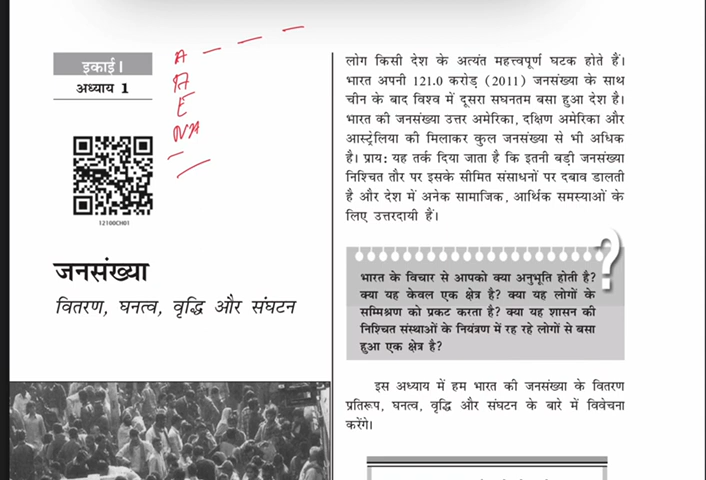 इकाई I
अध्याय 1
A
A
E
NA
12100CH01
जनसंख्या
वितरण, घनत्व, वृद्धि और संघटन
लोग किसी देश के अत्यंत महत्त्वपूर्ण घटक होते हैं।
भारत अपनी 121.0 करोड़ (2011) जनसंख्या के साथ
चीन के बाद विश्व में दूसरा सघनतम बसा हुआ देश है।
भारत की जनसंख्या उत्तर अमेरिका, दक्षिण अमेरिका और
आस्ट्रेलिया की मिलाकर कुल जनसंख्या से भी अधिक
है। प्राय: यह तर्क दिया जाता है कि इतनी बड़ी जनसंख्या
निश्चित तौर पर इसके सीमित संसाधनों पर दबाव डालती
है और देश में अनेक सामाजिक, आर्थिक समस्याओं के
लिए उत्तरदायी हैं।
?
भारत के विचार से आपको क्या अनुभूति होती है?
क्या यह केवल एक क्षेत्र है? क्या यह लोगों के
सम्मिश्रण को प्रकट करता है? क्या यह शासन की
निश्चित संस्थाओं के नियंत्रण में रह रहे लोगों से बसा
हुआ एक क्षेत्र है?
इस अध्याय में हम भारत की जनसंख्या के वितरण
प्रतिरूप, घनत्व, वृद्धि और संघटन के बारे में विवेचना
करेंगे।